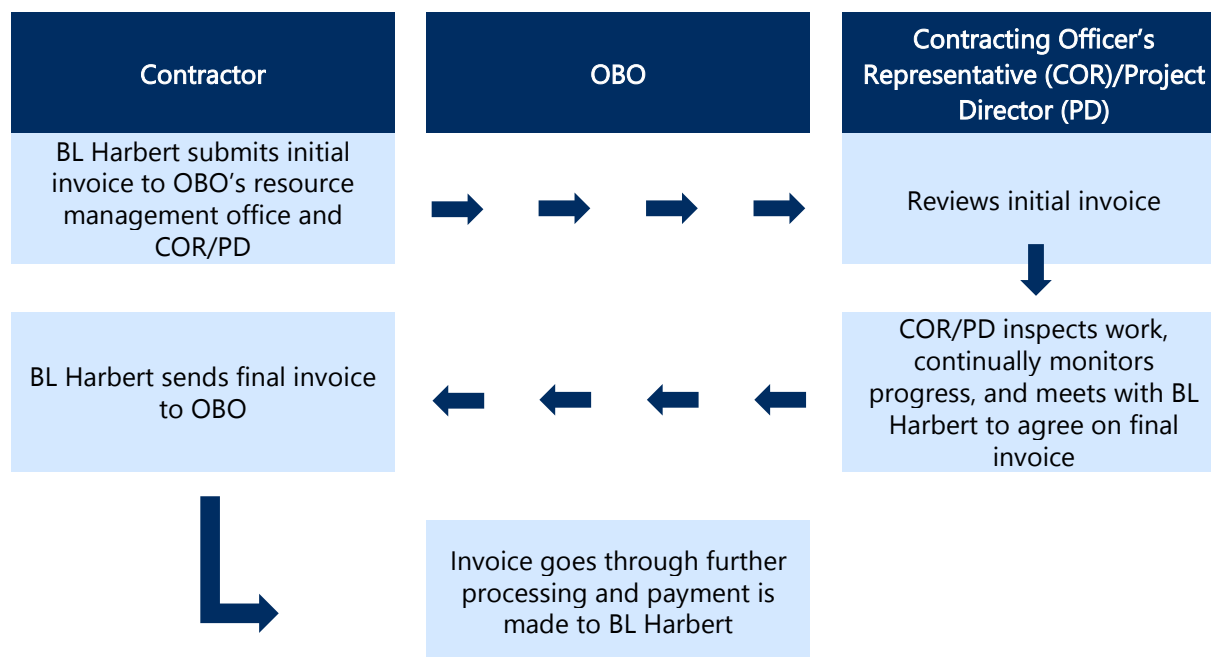 Contractor
OBO
Contracting Officer's
Representative (COR)/Project
Director (PD)
BL Harbert submits initial
invoice to OBO's resource
management office and
COR/PD
Reviews initial invoice
BL Harbert sends final invoice
to OBO
COR/PD inspects work,
continually monitors
progress, and meets with BL
Harbert to agree on final
invoice
Invoice goes through further
processing and payment is
made to BL Harbert